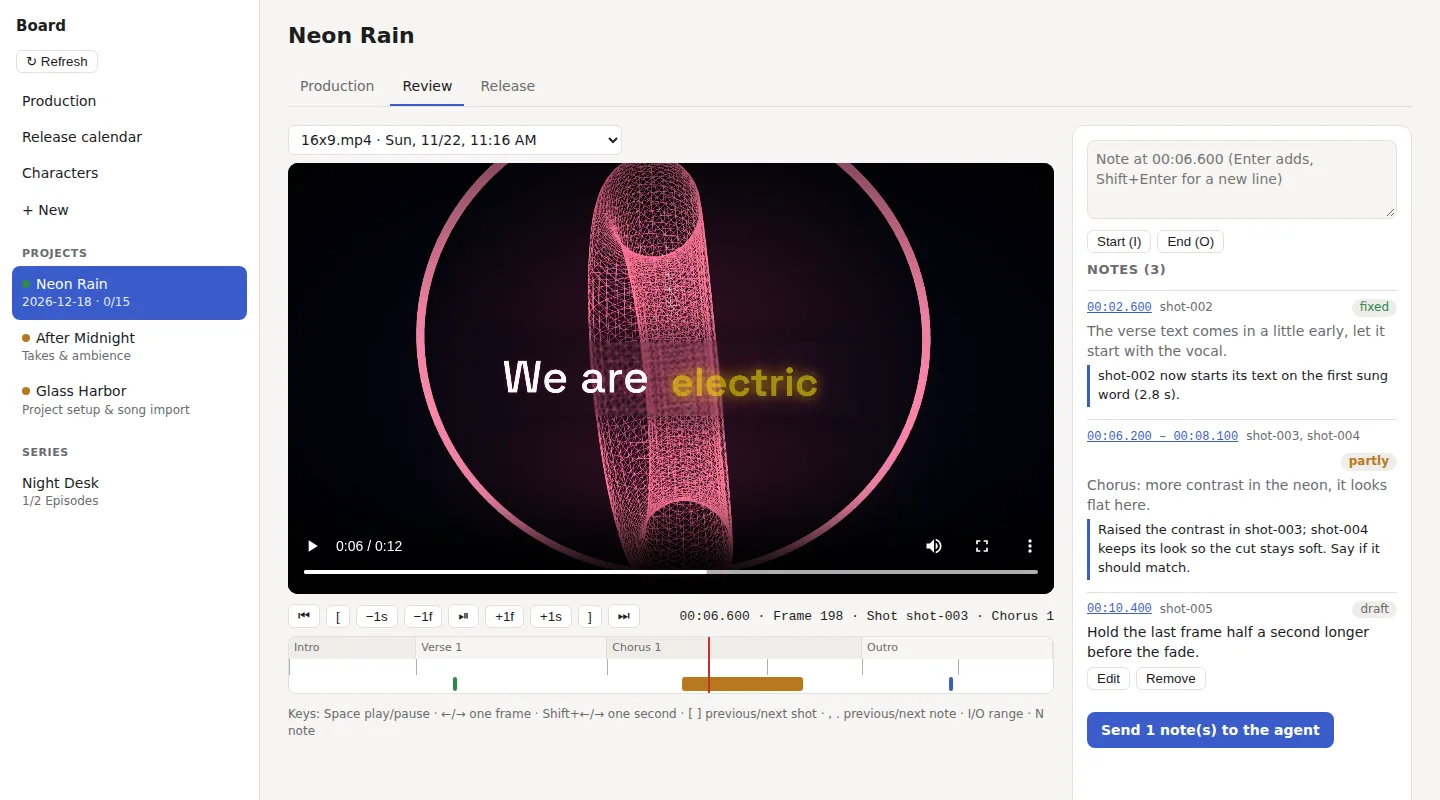 Board
↻ Refresh
Production
Release calendar
Characters
+ New
PROJECTS
Neon Rain
2026-12-18 · 0/15
After Midnight
Takes & ambience
Glass Harbor
Project setup & song import
SERIES
Night Desk
1/2 Episodes
Neon Rain
Production Review Release
16x9.mp4 · Sun, 11/22, 11:16 AM
We are electric
0:06 / 0:12
⏮ [ −1s −1f ⏯ +1f +1s ] ⏭ 00:06.600 · Frame 198 · Shot shot-003 · Chorus 1
Intro Verse 1 Chorus 1 Outro
Keys: Space play/pause · ←/→ one frame · Shift+←/→ one second · [ ] previous/next shot · , . previous/next note · I/O range · N
note
Note at 00:06.600 (Enter adds,
Shift+Enter for a new line)
Start (I) End (O)
NOTES (3)
00:02.600 shot-002 fixed
The verse text comes in a little early, let it
start with the vocal.
shot-002 now starts its text on the first sung
word (2.8 s).
00:06.200 – 00:08.100 shot-003, shot-004
partly
Chorus: more contrast in the neon, it looks
flat here.
Raised the contrast in shot-003; shot-004
keeps its look so the cut stays soft. Say if it
should match.
00:10.400 shot-005 draft
Hold the last frame half a second longer
before the fade.
Edit Remove
Send 1 note(s) to the agent